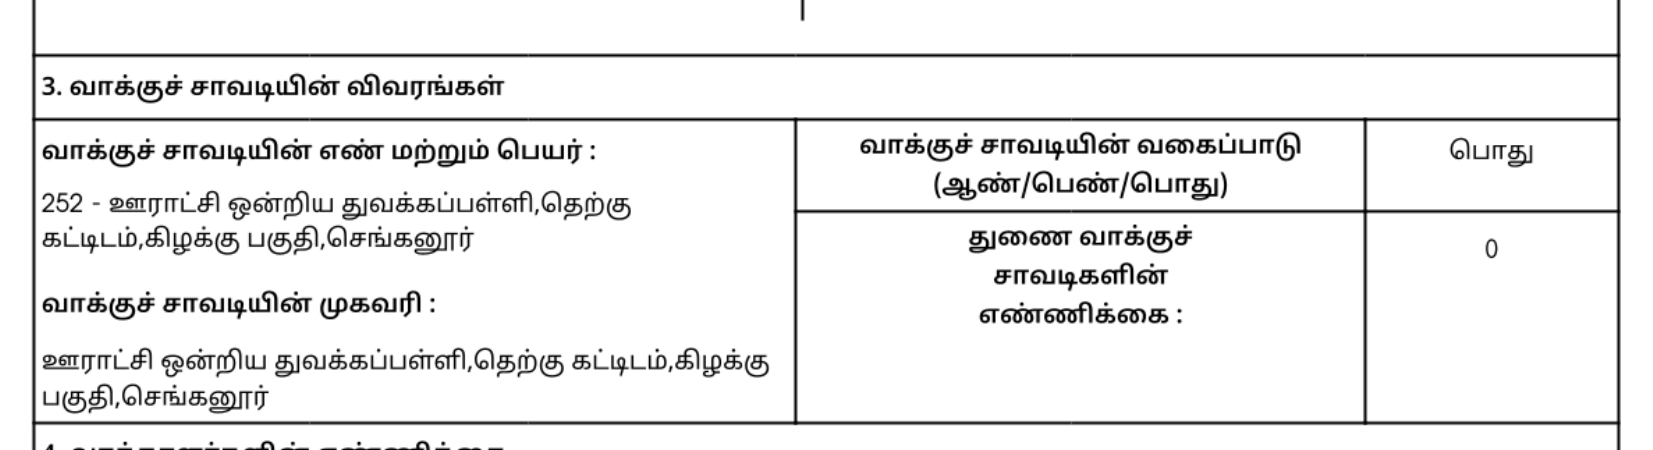 3. வாக்குச் சாவடியின் விவரங்கள்
வாக்குச் சாவடியின் எண் மற்றும் பெயர் :
252 - ஊராட்சி ஒன்றிய துவக்கப்பள்ளி,தெற்கு
கட்டிடம்,கிழக்கு பகுதி,செங்கனூர்
வாக்குச் சாவடியின் முகவரி :
ஊராட்சி ஒன்றிய துவக்கப்பள்ளி,தெற்கு கட்டிடம்,கிழக்கு
பகுதி,செங்கனூர்
வாக்குச் சாவடியின் வகைப்பாடு
(ஆண்/பெண்/பொது)
பொது
துணை வாக்குச்
சாவடிகளின்
எண்ணிக்கை :
0